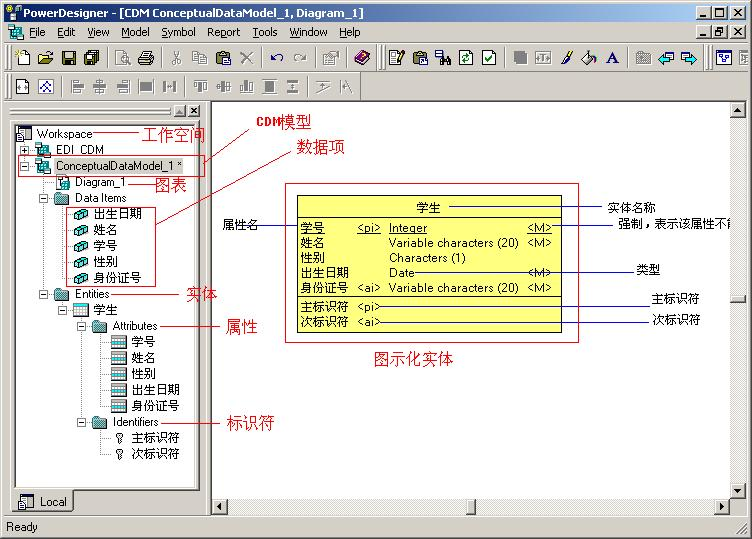 PowerDesigner - [CDM ConceptualDataModel_1, Diagram_1]
File Edit View Model Symbol Report Tools Window Help
Workspace 工作空间
EDI_CDM CDM模型
ConceptualDataModel_1 * 数据项
Diagram_1 图表
Data Items
出生日期
姓名
学号
性别
身份证号
Entities 实体
学生
Attributes 属性
学号
姓名
性别
出生日期
身份证号
Identifiers 标识符
主标识符
次标识符
Local
学生 实体名称
属性名 学号 <pi> Integer <M> 强制，表示该属性不能
姓名 Variable characters (20) <M>
性别 Characters (1)
出生日期 Date <M> 类型
身份证号 <ai> Variable characters (20) <M>
主标识符 <pi> 主标识符
次标识符 <ai> 次标识符
图示化实体
Ready